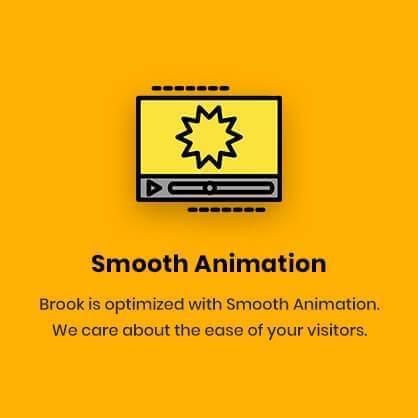 Smooth Animation
Brook is optimized with Smooth Animation.
We care about the ease of your visitors.